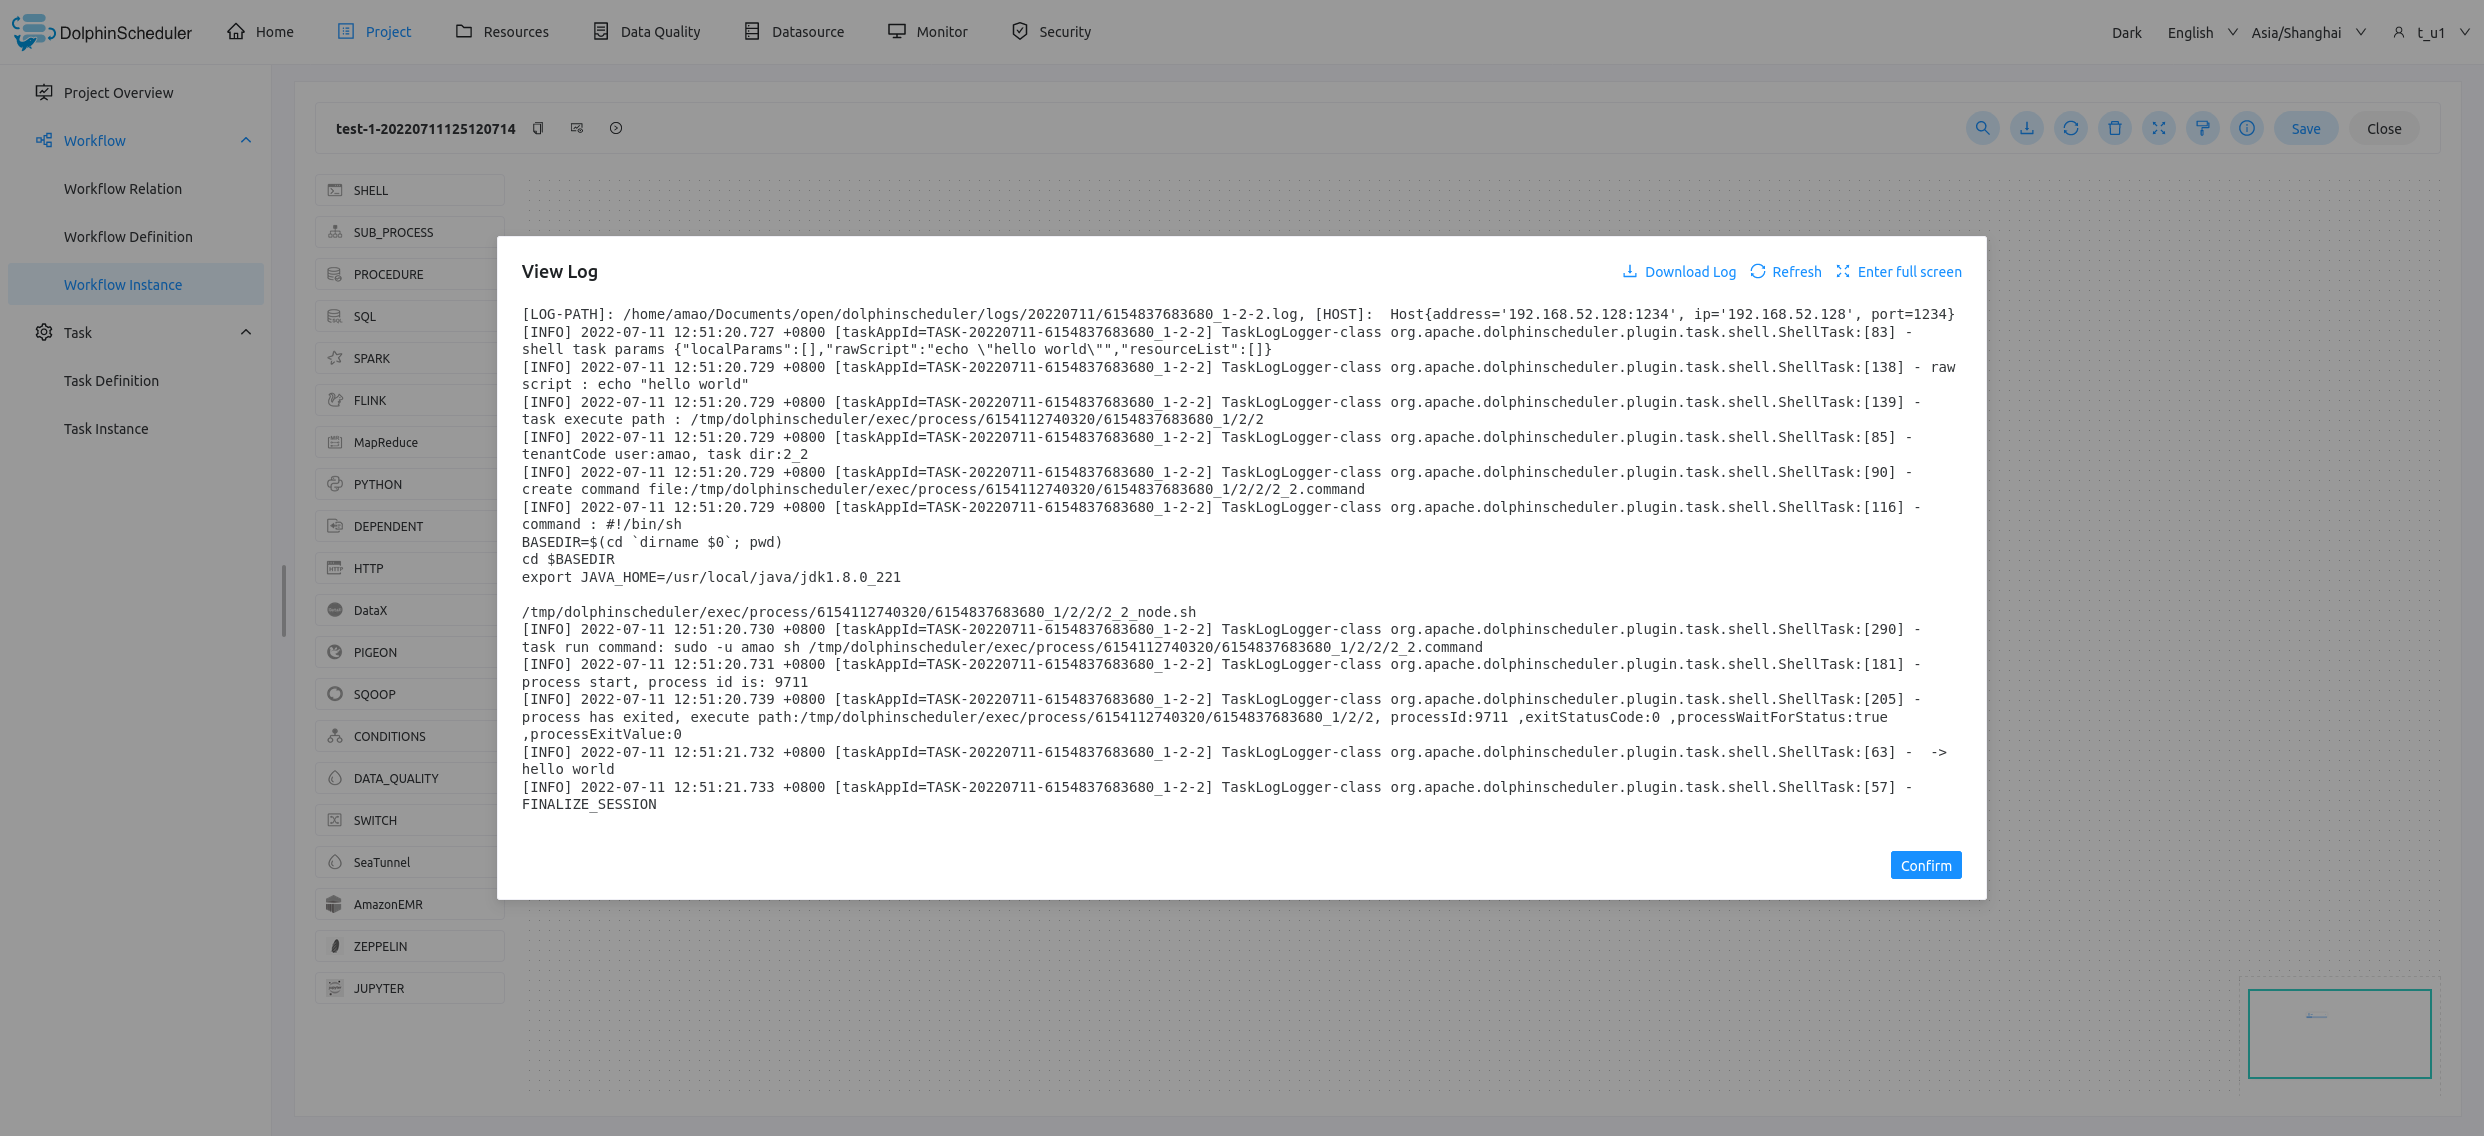 DolphinScheduler
Home
Project
Resources
Data Quality
Datasource
Monitor
Security
Dark
English
Asia/Shanghai
t_u1
Project Overview
Workflow
Workflow Relation
Workflow Definition
Workflow Instance
Task
Task Definition
Task Instance
test-1-20220711125120714
Save
Close
SHELL
SUB_PROCESS
PROCEDURE
SQL
SPARK
FLINK
MapReduce
PYTHON
DEPENDENT
HTTP
DataX
PIGEON
SQOOP
CONDITIONS
DATA_QUALITY
SWITCH
SeaTunnel
AmazonEMR
ZEPPELIN
JUPYTER
View Log
Download Log
Refresh
Enter full screen
[LOG-PATH]: /home/amao/Documents/open/dolphinscheduler/logs/20220711/6154837683680_1-2-2.log, [HOST]:  Host{address='192.168.52.128:1234', ip='192.168.52.128', port=1234}
[INFO] 2022-07-11 12:51:20.727 +0800 [taskAppId=TASK-20220711-6154837683680_1-2-2] TaskLogLogger-class org.apache.dolphinscheduler.plugin.task.shell.ShellTask:[83] -
shell task params {"localParams":[],"rawScript":"echo \"hello world\"","resourceList":[]}
[INFO] 2022-07-11 12:51:20.729 +0800 [taskAppId=TASK-20220711-6154837683680_1-2-2] TaskLogLogger-class org.apache.dolphinscheduler.plugin.task.shell.ShellTask:[138] - raw
script : echo "hello world"
[INFO] 2022-07-11 12:51:20.729 +0800 [taskAppId=TASK-20220711-6154837683680_1-2-2] TaskLogLogger-class org.apache.dolphinscheduler.plugin.task.shell.ShellTask:[139] -
task execute path : /tmp/dolphinscheduler/exec/process/6154112740320/6154837683680_1/2/2
[INFO] 2022-07-11 12:51:20.729 +0800 [taskAppId=TASK-20220711-6154837683680_1-2-2] TaskLogLogger-class org.apache.dolphinscheduler.plugin.task.shell.ShellTask:[85] -
tenantCode user:amao, task dir:2_2
[INFO] 2022-07-11 12:51:20.729 +0800 [taskAppId=TASK-20220711-6154837683680_1-2-2] TaskLogLogger-class org.apache.dolphinscheduler.plugin.task.shell.ShellTask:[90] -
create command file:/tmp/dolphinscheduler/exec/process/6154112740320/6154837683680_1/2/2/2_2.command
[INFO] 2022-07-11 12:51:20.729 +0800 [taskAppId=TASK-20220711-6154837683680_1-2-2] TaskLogLogger-class org.apache.dolphinscheduler.plugin.task.shell.ShellTask:[116] -
command : #!/bin/sh
BASEDIR=$(cd `dirname $0`; pwd)
cd $BASEDIR
export JAVA_HOME=/usr/local/java/jdk1.8.0_221
/tmp/dolphinscheduler/exec/process/6154112740320/6154837683680_1/2/2/2_2_node.sh
[INFO] 2022-07-11 12:51:20.730 +0800 [taskAppId=TASK-20220711-6154837683680_1-2-2] TaskLogLogger-class org.apache.dolphinscheduler.plugin.task.shell.ShellTask:[290] -
task run command: sudo -u amao sh /tmp/dolphinscheduler/exec/process/6154112740320/6154837683680_1/2/2/2_2.command
[INFO] 2022-07-11 12:51:20.731 +0800 [taskAppId=TASK-20220711-6154837683680_1-2-2] TaskLogLogger-class org.apache.dolphinscheduler.plugin.task.shell.ShellTask:[181] -
process start, process id is: 9711
[INFO] 2022-07-11 12:51:20.739 +0800 [taskAppId=TASK-20220711-6154837683680_1-2-2] TaskLogLogger-class org.apache.dolphinscheduler.plugin.task.shell.ShellTask:[205] -
process has exited, execute path:/tmp/dolphinscheduler/exec/process/6154112740320/6154837683680_1/2/2, processId:9711 ,exitStatusCode:0 ,processWaitForStatus:true
,processExitValue:0
[INFO] 2022-07-11 12:51:21.732 +0800 [taskAppId=TASK-20220711-6154837683680_1-2-2] TaskLogLogger-class org.apache.dolphinscheduler.plugin.task.shell.ShellTask:[63] -  ->
hello world
[INFO] 2022-07-11 12:51:21.733 +0800 [taskAppId=TASK-20220711-6154837683680_1-2-2] TaskLogLogger-class org.apache.dolphinscheduler.plugin.task.shell.ShellTask:[57] -
FINALIZE_SESSION
Confirm